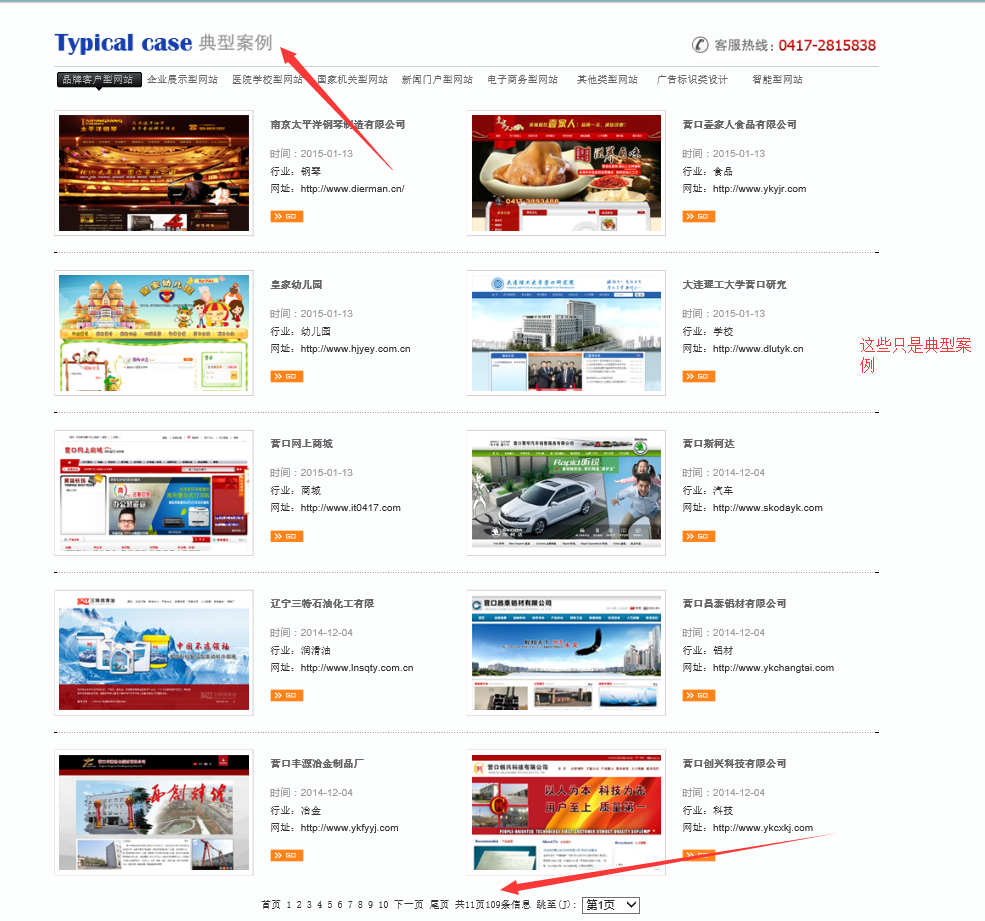 Typical case 典型案例
客服热线：0417-2815838
品牌客户型网站 企业展示型网站 医院学校型网站 国家机关型网站 新闻门户型网站 电子商务型网站 其他类型网站 广告标识类设计 智能型网站
南京太平洋钢琴制造有限公司
时间：2015-01-13
行业：钢琴
网址：http://www.dierman.cn/
GO
营口壹家人食品有限公司
时间：2015-01-13
行业：食品
网址：http://www.ykyjr.com
GO
皇家幼儿园
时间：2015-01-13
行业：幼儿园
网址：http://www.hjyey.com.cn
GO
大连理工大学营口研究
时间：2015-01-13
行业：学校
网址：http://www.dlutyk.cn
GO
这些只是典型案
例
营口网上商城
时间：2015-01-13
行业：商城
网址：http://www.it0417.com
GO
营口斯柯达
时间：2014-12-04
行业：汽车
网址：http://www.skodayk.com
GO
辽宁三特石油化工有限
时间：2014-12-04
行业：润滑油
网址：http://www.lnsqty.com.cn
GO
营口昌泰铝材有限公司
时间：2014-12-04
行业：铝材
网址：http://www.ykchangtai.com
GO
营口丰源冶金制品厂
时间：2014-12-04
行业：冶金
网址：http://www.ykfyyj.com
GO
营口创兴科技有限公司
时间：2014-12-04
行业：科技
网址：http://www.ykcxkj.com
GO
以人为本 科技为先
用户至上 质量第一
首页 1 2 3 4 5 6 7 8 9 10 下一页 尾页 共11页109条信息 跳至(J)： 第1页